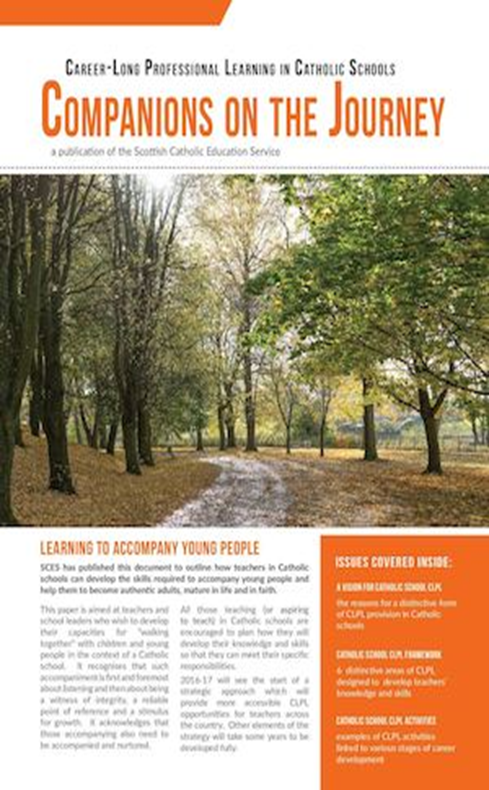 Career-Long Professional Learning in Catholic Schools
Companions on the Journey
a publication of the Scottish Catholic Education Service
LEARNING TO ACCOMPANY YOUNG PEOPLE
SCES has published this document to outline how teachers in Catholic
schools can develop the skills required to accompany young people and
help them to become authentic adults, mature in life and in faith.
This paper is aimed at teachers and
school leaders who wish to develop
their capacities for "walking
together" with children and young
people in the context of a Catholic
school. It recognises that such
accompaniment is first and foremost
about listening and then about being
a witness of integrity, a reliable
point of reference and a stimulus
for growth. It acknowledges that
those accompanying also need to
be accompanied and nurtured.
All those teaching (or aspiring
to teach) in Catholic schools are
encouraged to plan how they will
develop their knowledge and skills
so that they can meet their specific
responsibilities.
2016-17 will see the start of a
strategic approach which will
provide more accessible CLPL
opportunities for teachers across
the country. Other elements of the
strategy will take some years to be
developed fully.
ISSUES COVERED INSIDE:
A VISION FOR CATHOLIC SCHOOL CLPL
the reasons for a distinctive form
of CLPL provision in Catholic
schools
CATHOLIC SCHOOL CLPL FRAMEWORK
6 distinctive areas of CLPL
designed to develop teachers'
knowledge and skills
CATHOLIC SCHOOL CLPL ACTIVITIES
examples of CLPL activities
linked to various stages of career
development